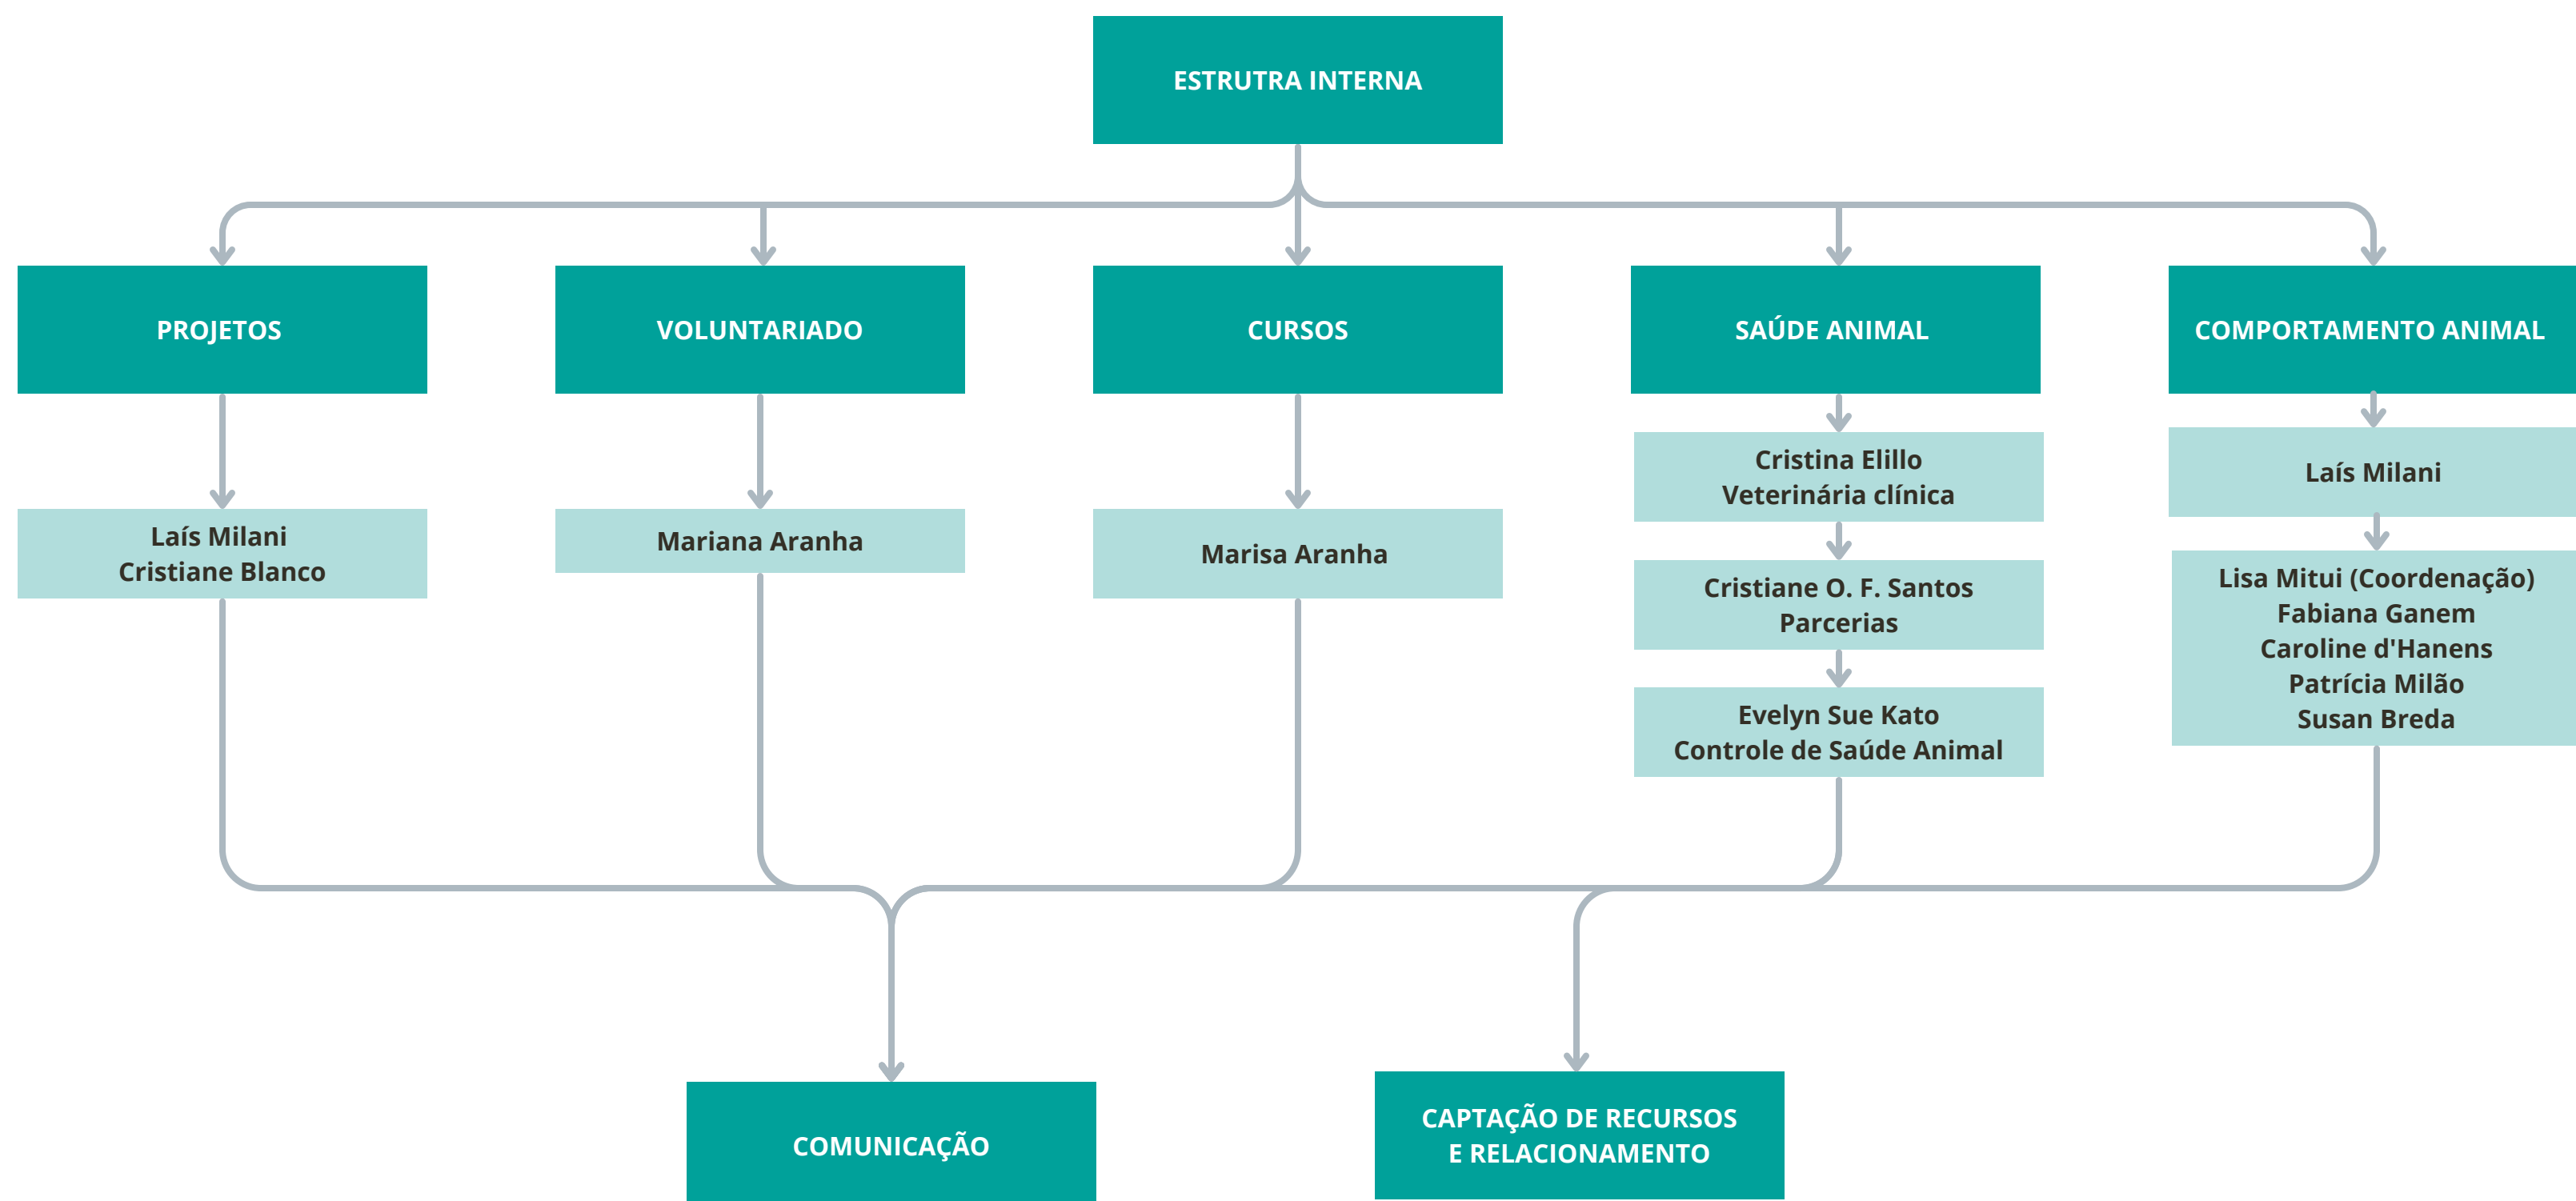 ESTRUTRA INTERNA
PROJETOS
VOLUNTARIADO
CURSOS
SAÚDE ANIMAL
COMPORTAMENTO ANIMAL
Laís Milani
Cristiane Blanco
Mariana Aranha
Marisa Aranha
Cristina Elillo
Veterinária clínica
Cristiane O. F. Santos
Parcerias
Evelyn Sue Kato
Controle de Saúde Animal
Laís Milani
Lisa Mitui (Coordenação)
Fabiana Ganem
Caroline d'Hanens
Patrícia Milão
Susan Breda
COMUNICAÇÃO
CAPTAÇÃO DE RECURSOS
E RELACIONAMENTO